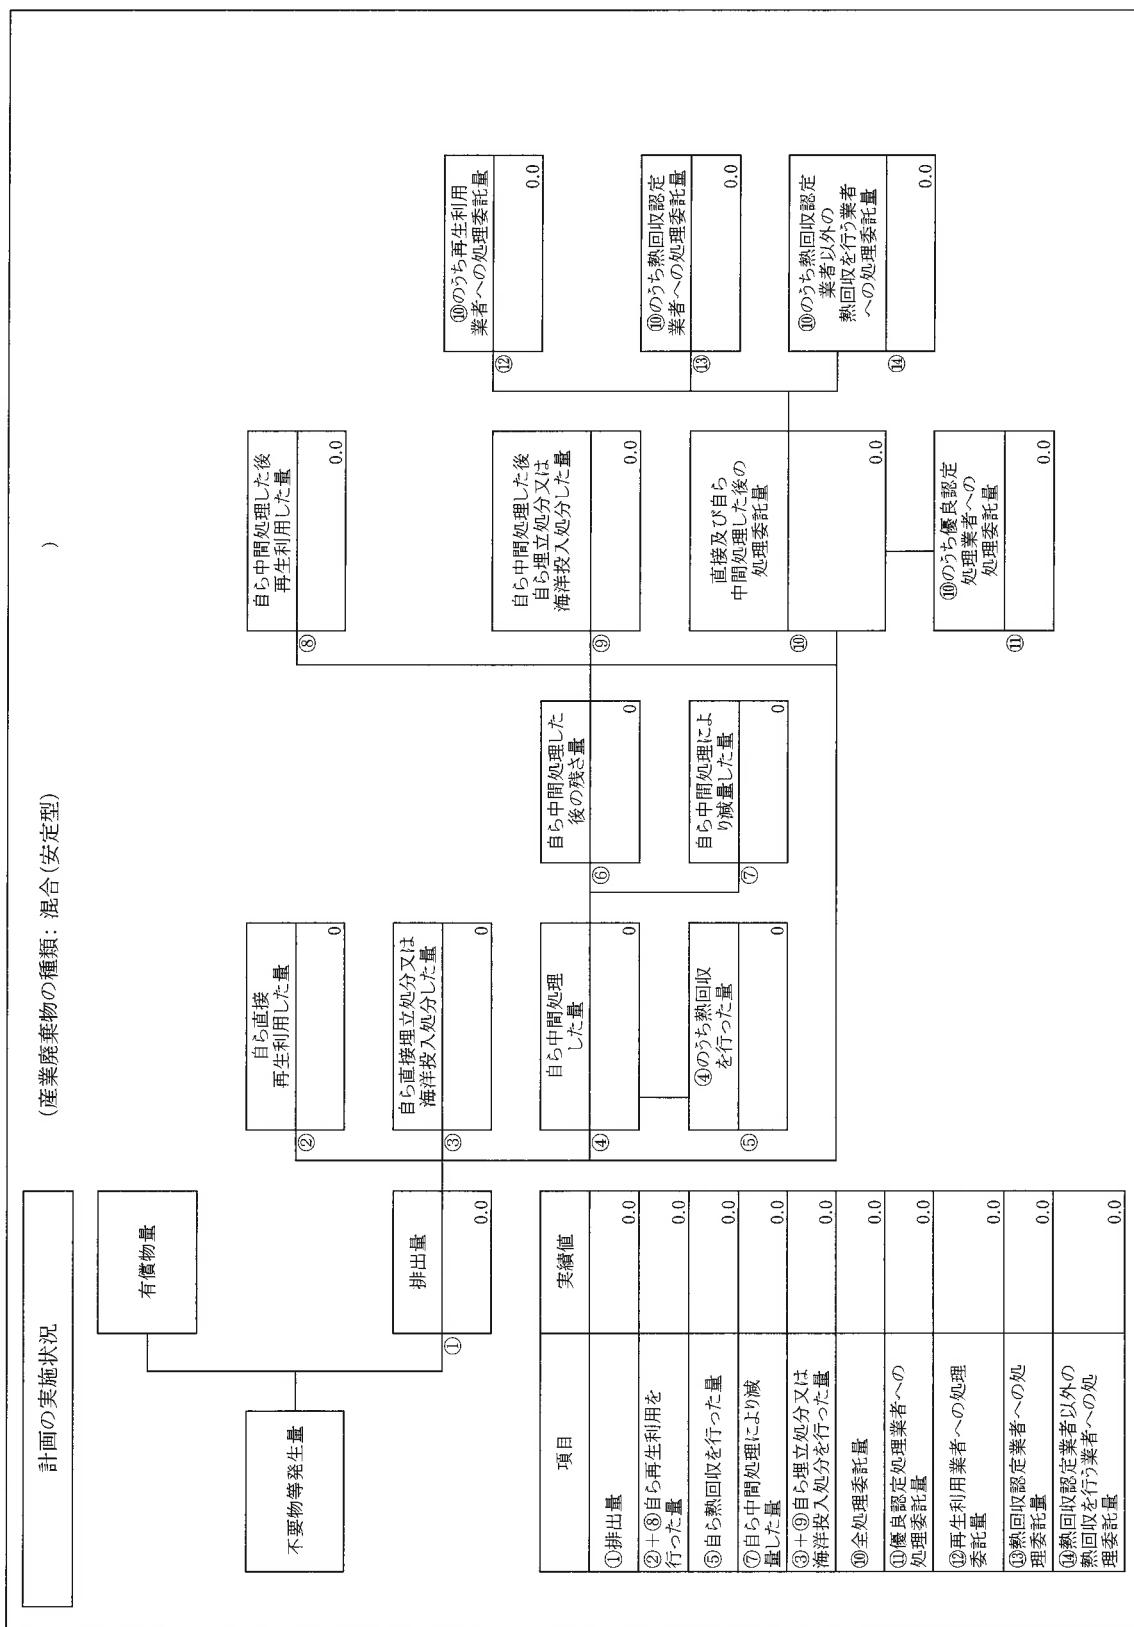 計画の実施状況
(産業廃棄物の種類：混合(安定型)
)
不要物等発生量
有償物量
①
排出量
0.0
②
自ら直接
再生利用した量
0
③
自ら直接埋立処分又は
海洋投入処分した量
0
④
自ら中間処理
した量
0
⑤
④のうち熱回収
を行った量
0
⑥
自ら中間処理した
後の残さ量
0
⑦
自ら中間処理によ
り減量した量
0
⑧
自ら中間処理した後
再生利用した量
0.0
⑨
自ら中間処理した後
自ら埋立処分又は
海洋投入処分した量
0.0
⑩
直接及び自ら
中間処理した後の
処理委託量
0.0
⑪
⑩のうち優良認定
処理業者への
処理委託量
0.0
⑫
⑩のうち再生利用
業者への処理委託量
0.0
⑬
⑩のうち熱回収認定
業者への処理委託量
0.0
⑭
⑩のうち熱回収認定
業者以外の
熱回収を行う業者
への処理委託量
0.0
項目
実績値
①排出量
0.0
②+⑧自ら再生利用を
行った量
0.0
⑤自ら熱回収を行った量
0.0
⑦自ら中間処理により減
量した量
0.0
③+⑨自ら埋立処分又は
海洋投入処分を行った量
0.0
⑩全処理委託量
0.0
⑪優良認定処理業者への
処理委託量
0.0
⑫再生利用業者への処理
委託量
0.0
⑬熱回収認定業者への処
理委託量
0.0
⑭熱回収認定業者以外の
熱回収を行う業者への処
理委託量
0.0